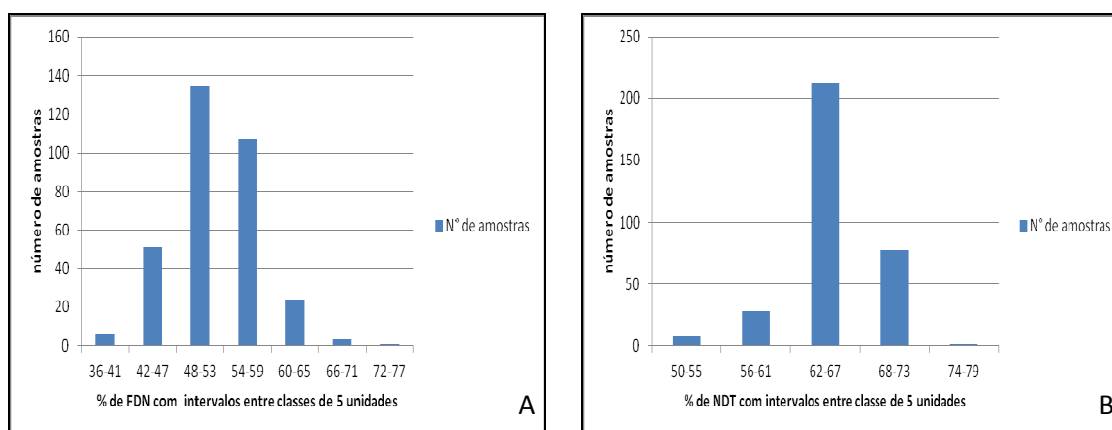 160
140
120
100
80
60
40
20
0
número de amostras
36-41 42-47 48-53 54-59 60-65 66-71 72-77
% de FDN com intervalos entre classes de 5 unidades
N° de amostras
A
250
200
150
100
50
0
número de amostras
50-55 56-61 62-67 68-73 74-79
% de NDT com intervalos entre classe de 5 unidades
N° de amostras
B